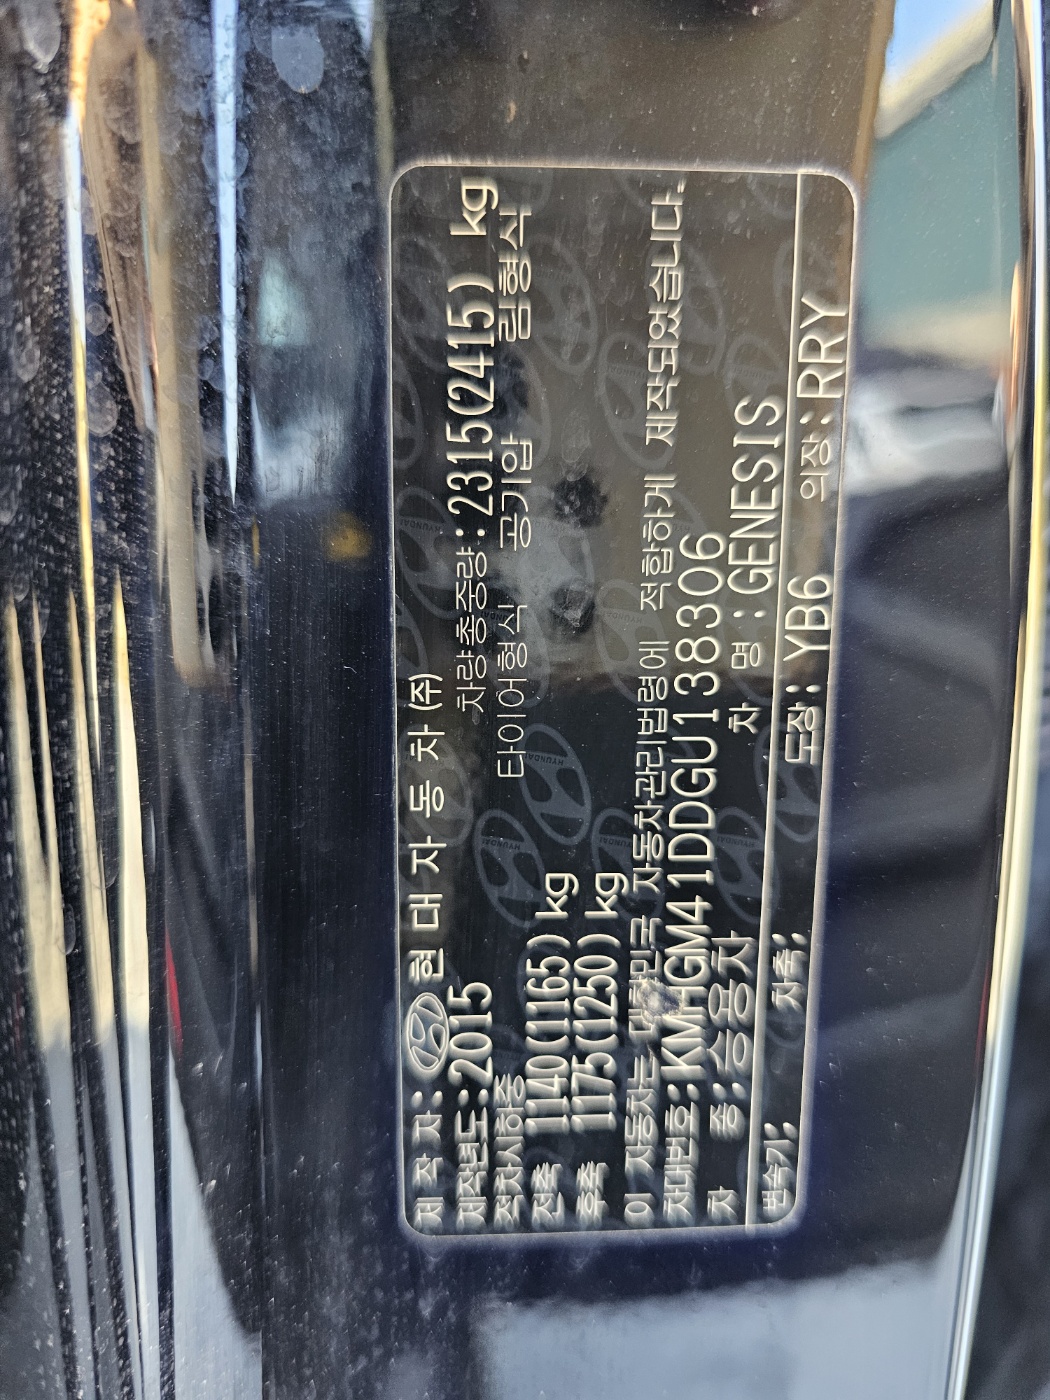 제 작 자: HYUNDAI 현 대 자 동 차 (주)
제작년도:2015 차량총중량:2315(2415) kg
적차시하중 타이어형식 공기압 림형식
전축 1140(1165) kg
후축 1175(1250) kg
이 자동차는 대한민국 자동차관리법령에 적합하게 제작되었습니다.
차대번호:KMHGM41DDGU138306
차 종:승용차 차 명:GENESIS
변속기: 차축: 도장:YB6 의장:RRY